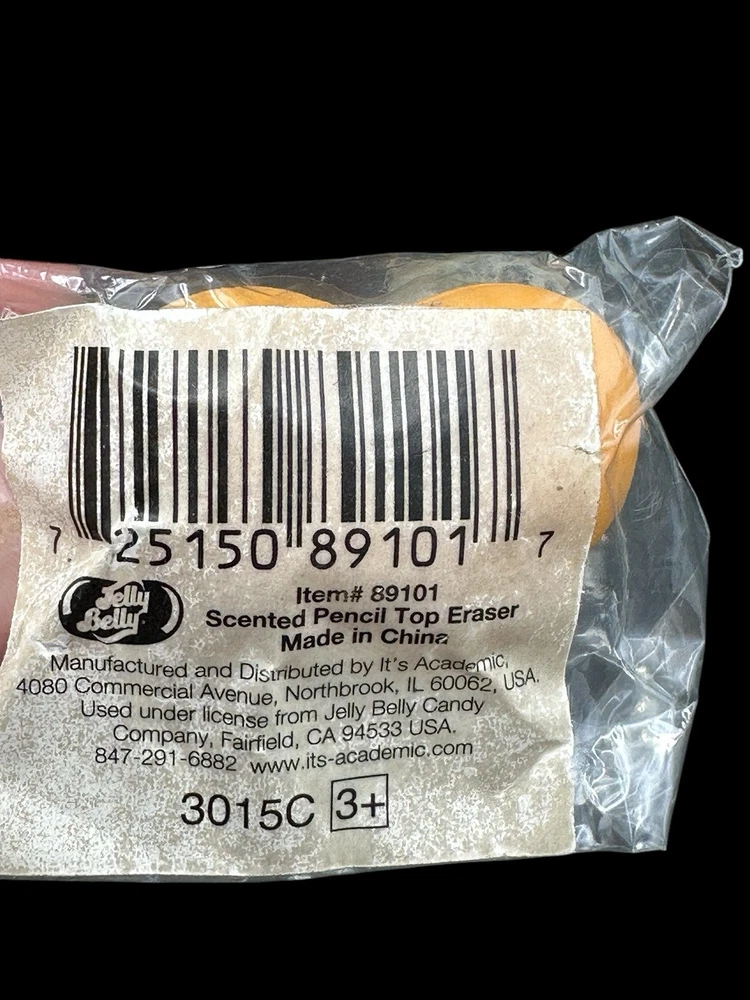 7 25150 89101 7
Jelly
Belly
Item# 89101
Scented Pencil Top Eraser
Made in China
Manufactured and Distributed by It's Academic,
4080 Commercial Avenue, Northbrook, IL 60062, USA.
Used under license from Jelly Belly Candy
Company, Fairfield, CA 94533 USA.
847-291-6882 www.its-academic.com
3015C 3+